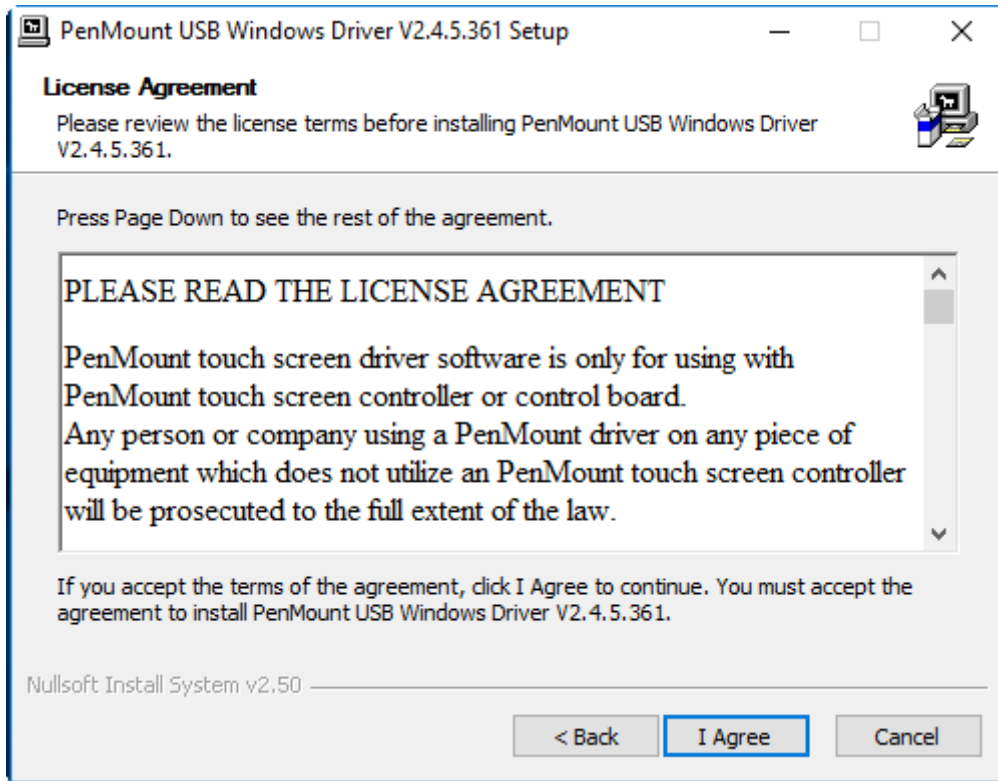 PenMount USB Windows Driver V2.4.5.361 Setup
License Agreement
Please review the license terms before installing PenMount USB Windows Driver
V2.4.5.361.
Press Page Down to see the rest of the agreement.
PLEASE READ THE LICENSE AGREEMENT
PenMount touch screen driver software is only for using with
PenMount touch screen controller or control board.
Any person or company using a PenMount driver on any piece of
equipment which does not utilize an PenMount touch screen controller
will be prosecuted to the full extent of the law.
If you accept the terms of the agreement, click I Agree to continue. You must accept the
agreement to install PenMount USB Windows Driver V2.4.5.361.
Nullsoft Install System v2.50
< Back
I Agree
Cancel